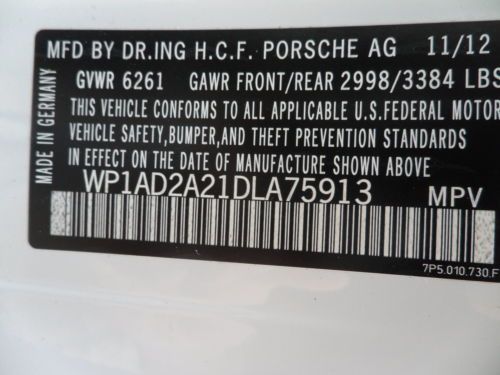 MFD BY DR.ING H.C.F. PORSCHE AG 11/12
GVWR 6261 GAWR FRONT/REAR 2998/3384 LBS
MADE IN GERMANY
THIS VEHICLE CONFORMS TO ALL APPLICABLE U.S.FEDERAL MOTOR
VEHICLE SAFETY,BUMPER,AND THEFT PREVENTION STANDARDS
IN EFFECT ON THE DATE OF MANUFACTURE SHOWN ABOVE.
WP1AD2A21DLA75913 MPV
7P5.010.730.F